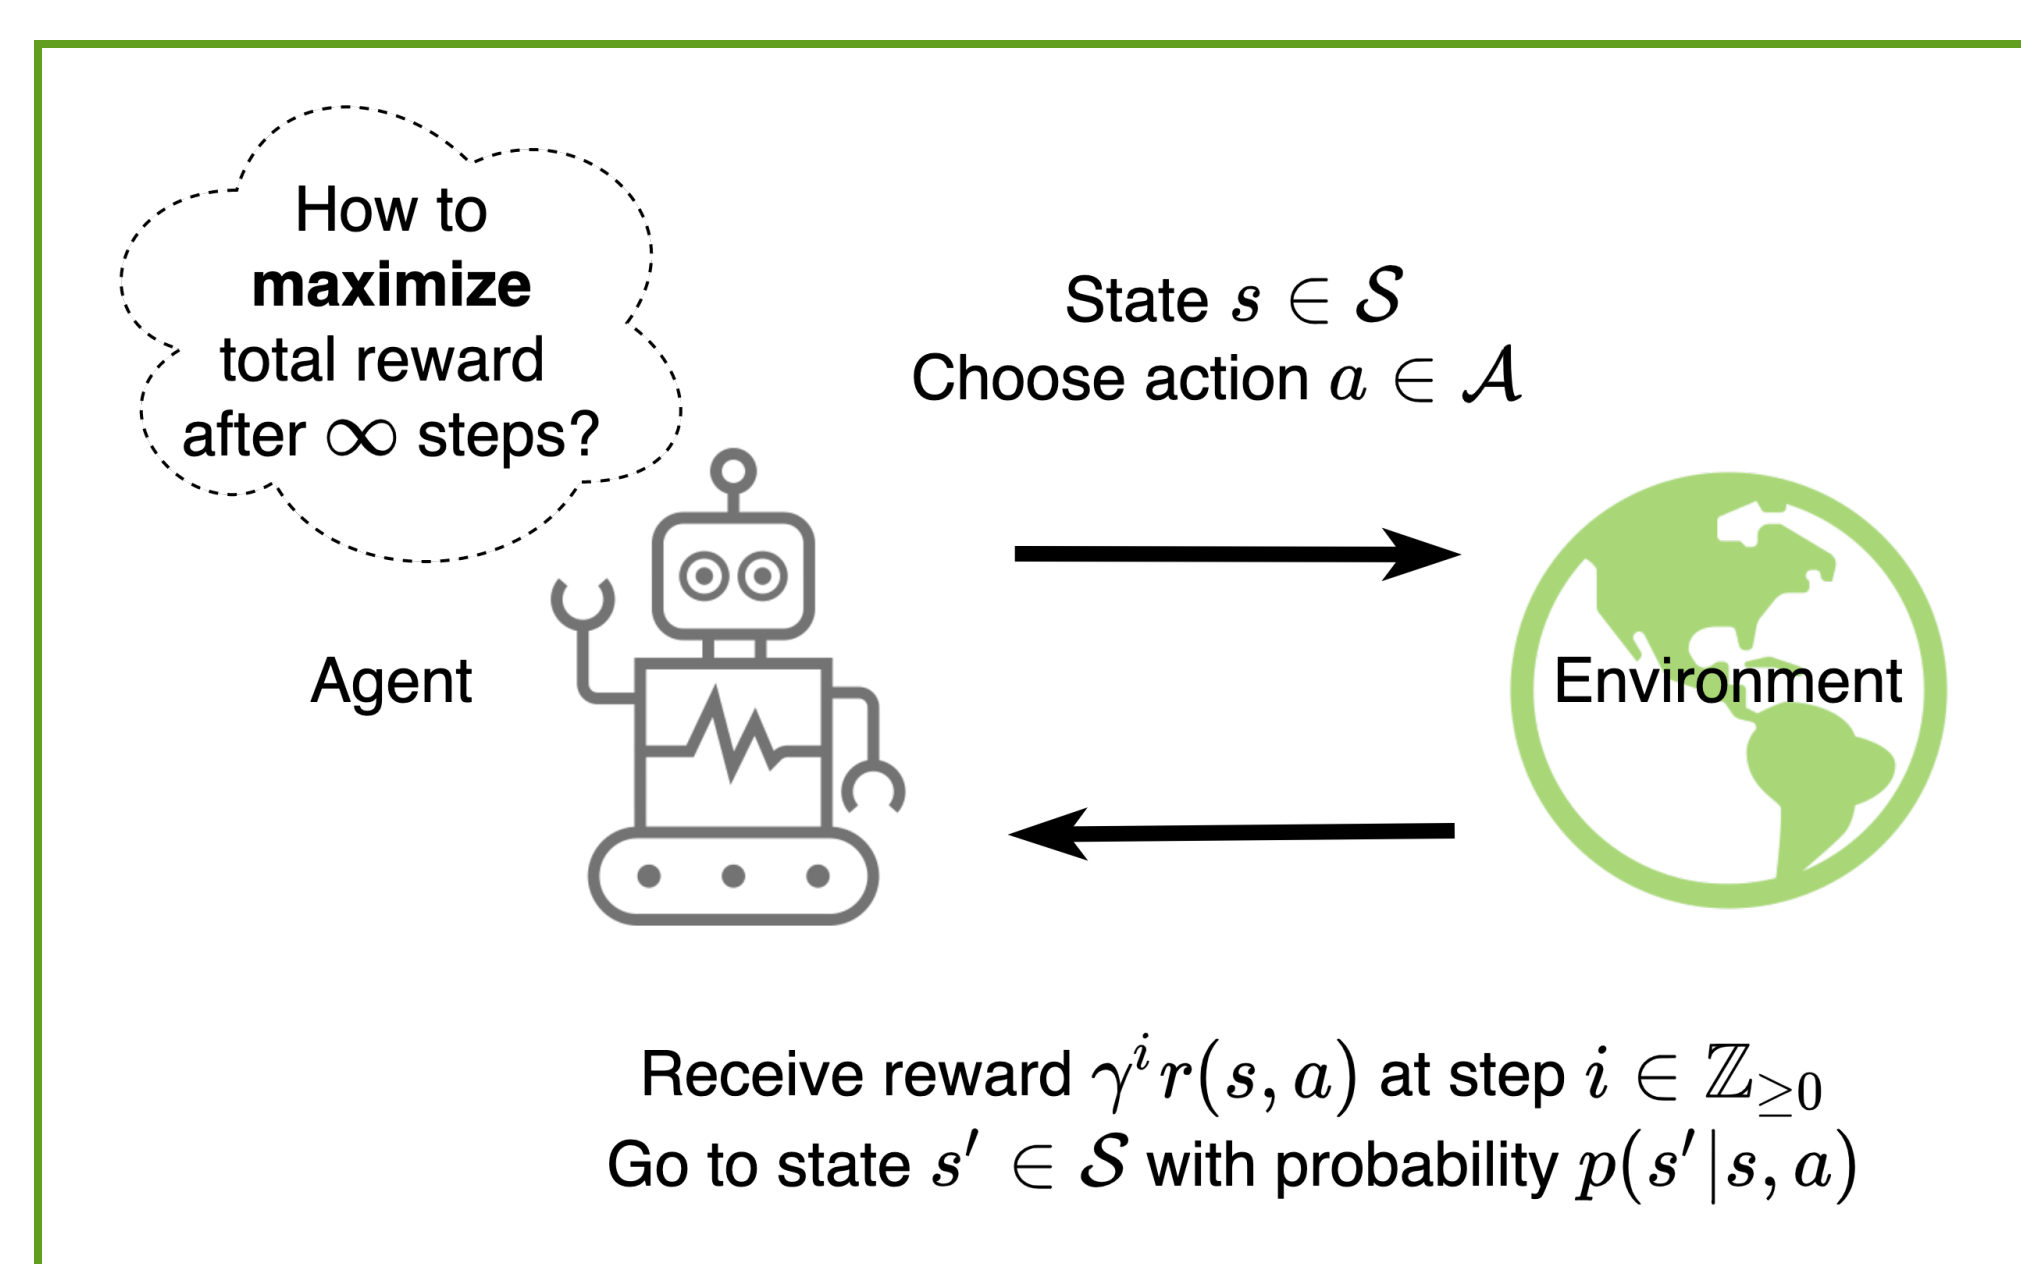 How to
maximize
total reward
after ∞ steps?
State s ∈ 𝒮
Choose action a ∈ 𝒜
Agent
Environment
Receive reward γⁱr(s, a) at step i ∈ ℤ≥0
Go to state s′ ∈ 𝒮 with probability p(s′|s, a)